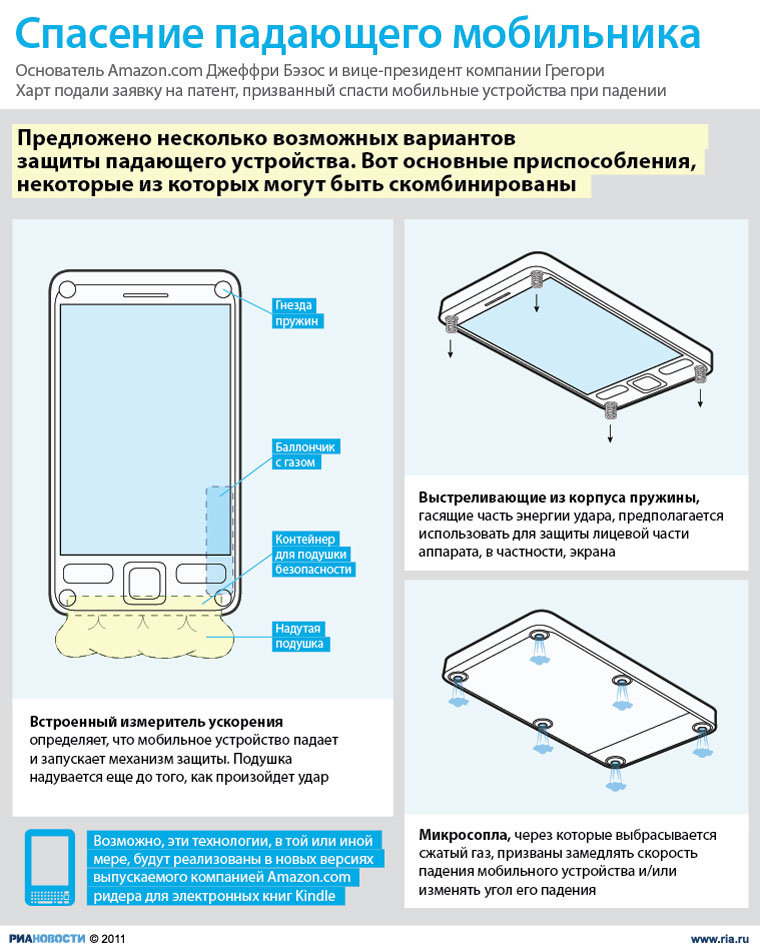 Спасение падающего мобильника
Основатель Amazon.com Джеффри Бэзос и вице-президент компании Грегори
Харт подали заявку на патент, призванный спасти мобильные устройства при падении
Предложено несколько возможных вариантов
защиты падающего устройства. Вот основные приспособления,
некоторые из которых могут быть скомбинированы
Гнезда
пружин
Баллончик
с газом
Контейнер
для подушки
безопасности
Надутая
подушка
Встроенный измеритель ускорения
определяет, что мобильное устройство падает
и запускает механизм защиты. Подушка
надувается еще до того, как произойдет удар
Выстреливающие из корпуса пружины,
гасящие часть энергии удара, предполагается
использовать для защиты лицевой части
аппарата, в частности, экрана
Микросопла, через которые выбрасывается
сжатый газ, призваны замедлять скорость
падения мобильного устройства и/или
изменять угол его падения
Возможно, эти технологии, в той или иной
мере, будут реализованы в новых версиях
выпускаемого компанией Amazon.com
ридера для электронных книг Kindle
РИАНОВОСТИ © 2011
www.ria.ru